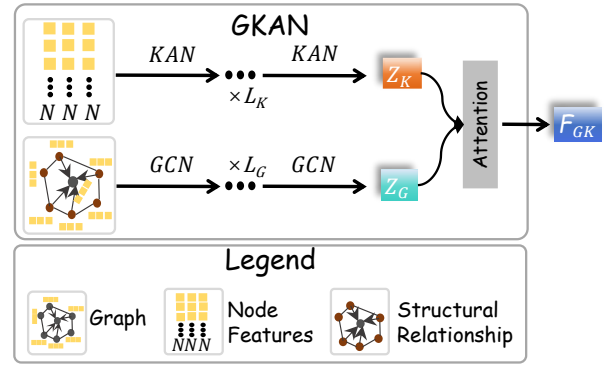 GKAN
KAN
KAN
× L_K
N N N
Z_K
Attention
F_GK
GCN
× L_G
GCN
Z_G
Legend
Graph
NNN
Node
Features
Structural
Relationship